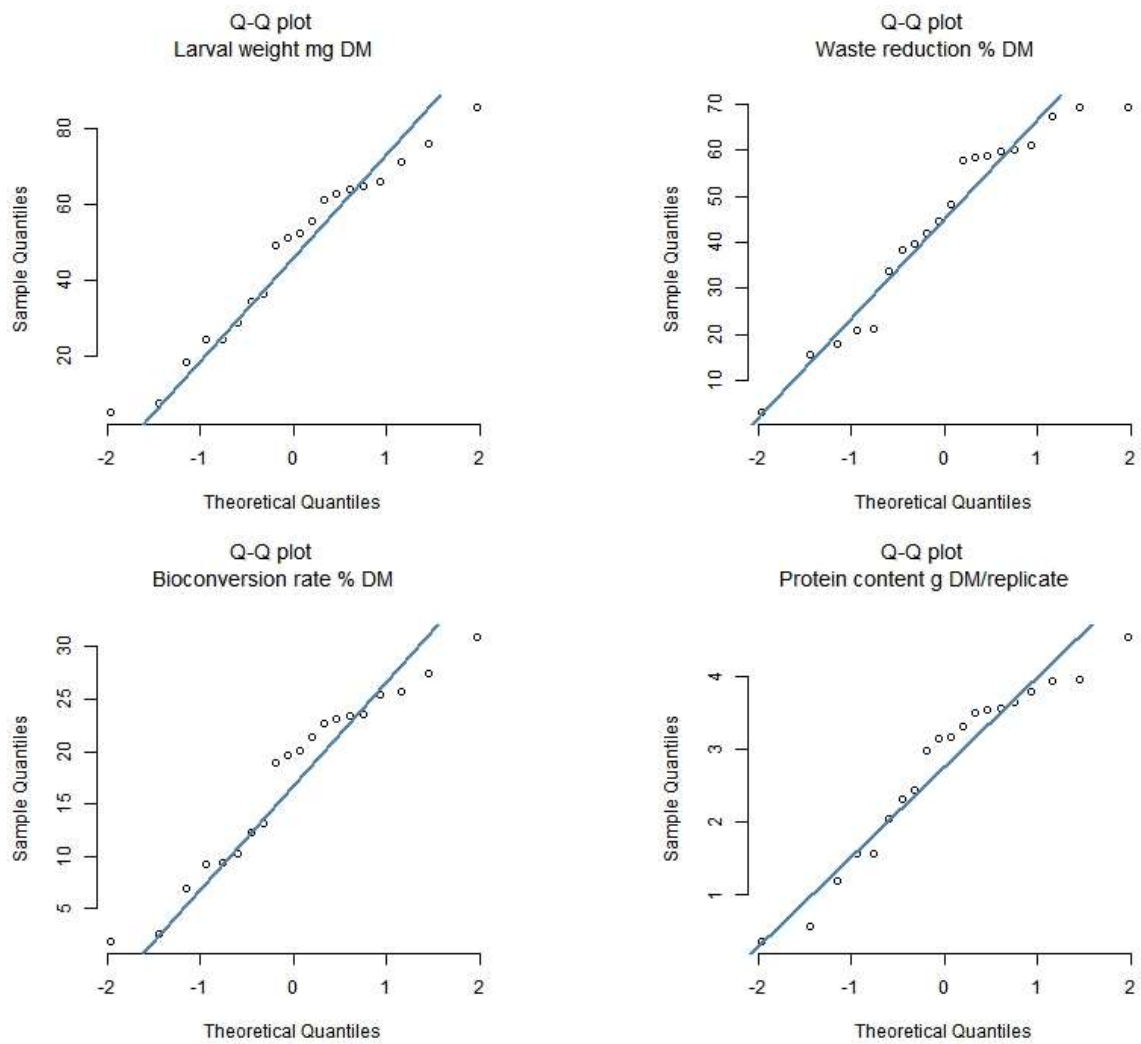 Q-Q plot
Larval weight mg DM
Sample Quantiles
80
60
40
20
-2 -1 0 1 2
Theoretical Quantiles
Q-Q plot
Waste reduction % DM
Sample Quantiles
70
60
50
40
30
20
10
-2 -1 0 1 2
Theoretical Quantiles
Q-Q plot
Bioconversion rate % DM
Sample Quantiles
30
25
20
15
10
5
-2 -1 0 1 2
Theoretical Quantiles
Q-Q plot
Protein content g DM/replicate
Sample Quantiles
4
3
2
1
-2 -1 0 1 2
Theoretical Quantiles